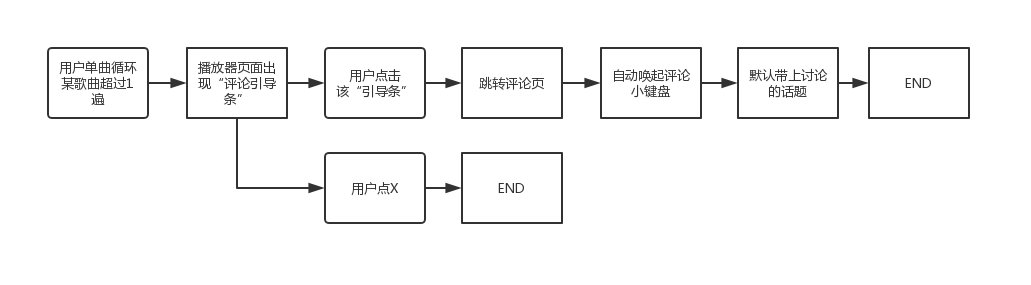 用户单曲循环
某歌曲超过1
遍
播放器页面出
现“评论引导
条”
用户点击
该“引导条”
跳转评论页
自动唤起评论
小键盘
默认带上讨论
的话题
END
用户点X
END